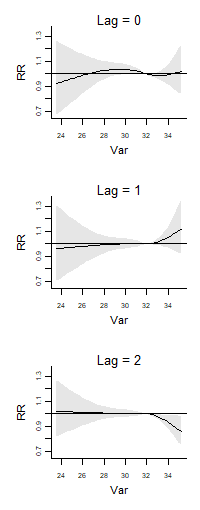 Lag = 0
RR
0.7 0.9 1.1 1.3
24 26 28 30 32 34
Var
Lag = 1
RR
0.7 0.9 1.1 1.3
24 26 28 30 32 34
Var
Lag = 2
RR
0.7 0.9 1.1 1.3
24 26 28 30 32 34
Var